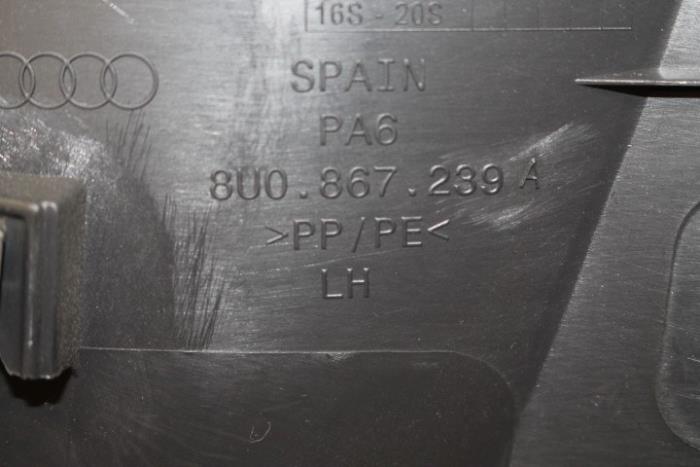 16S - 20S
SPAIN
PA6
8U0.867.239 A
>PP/PE<
LH